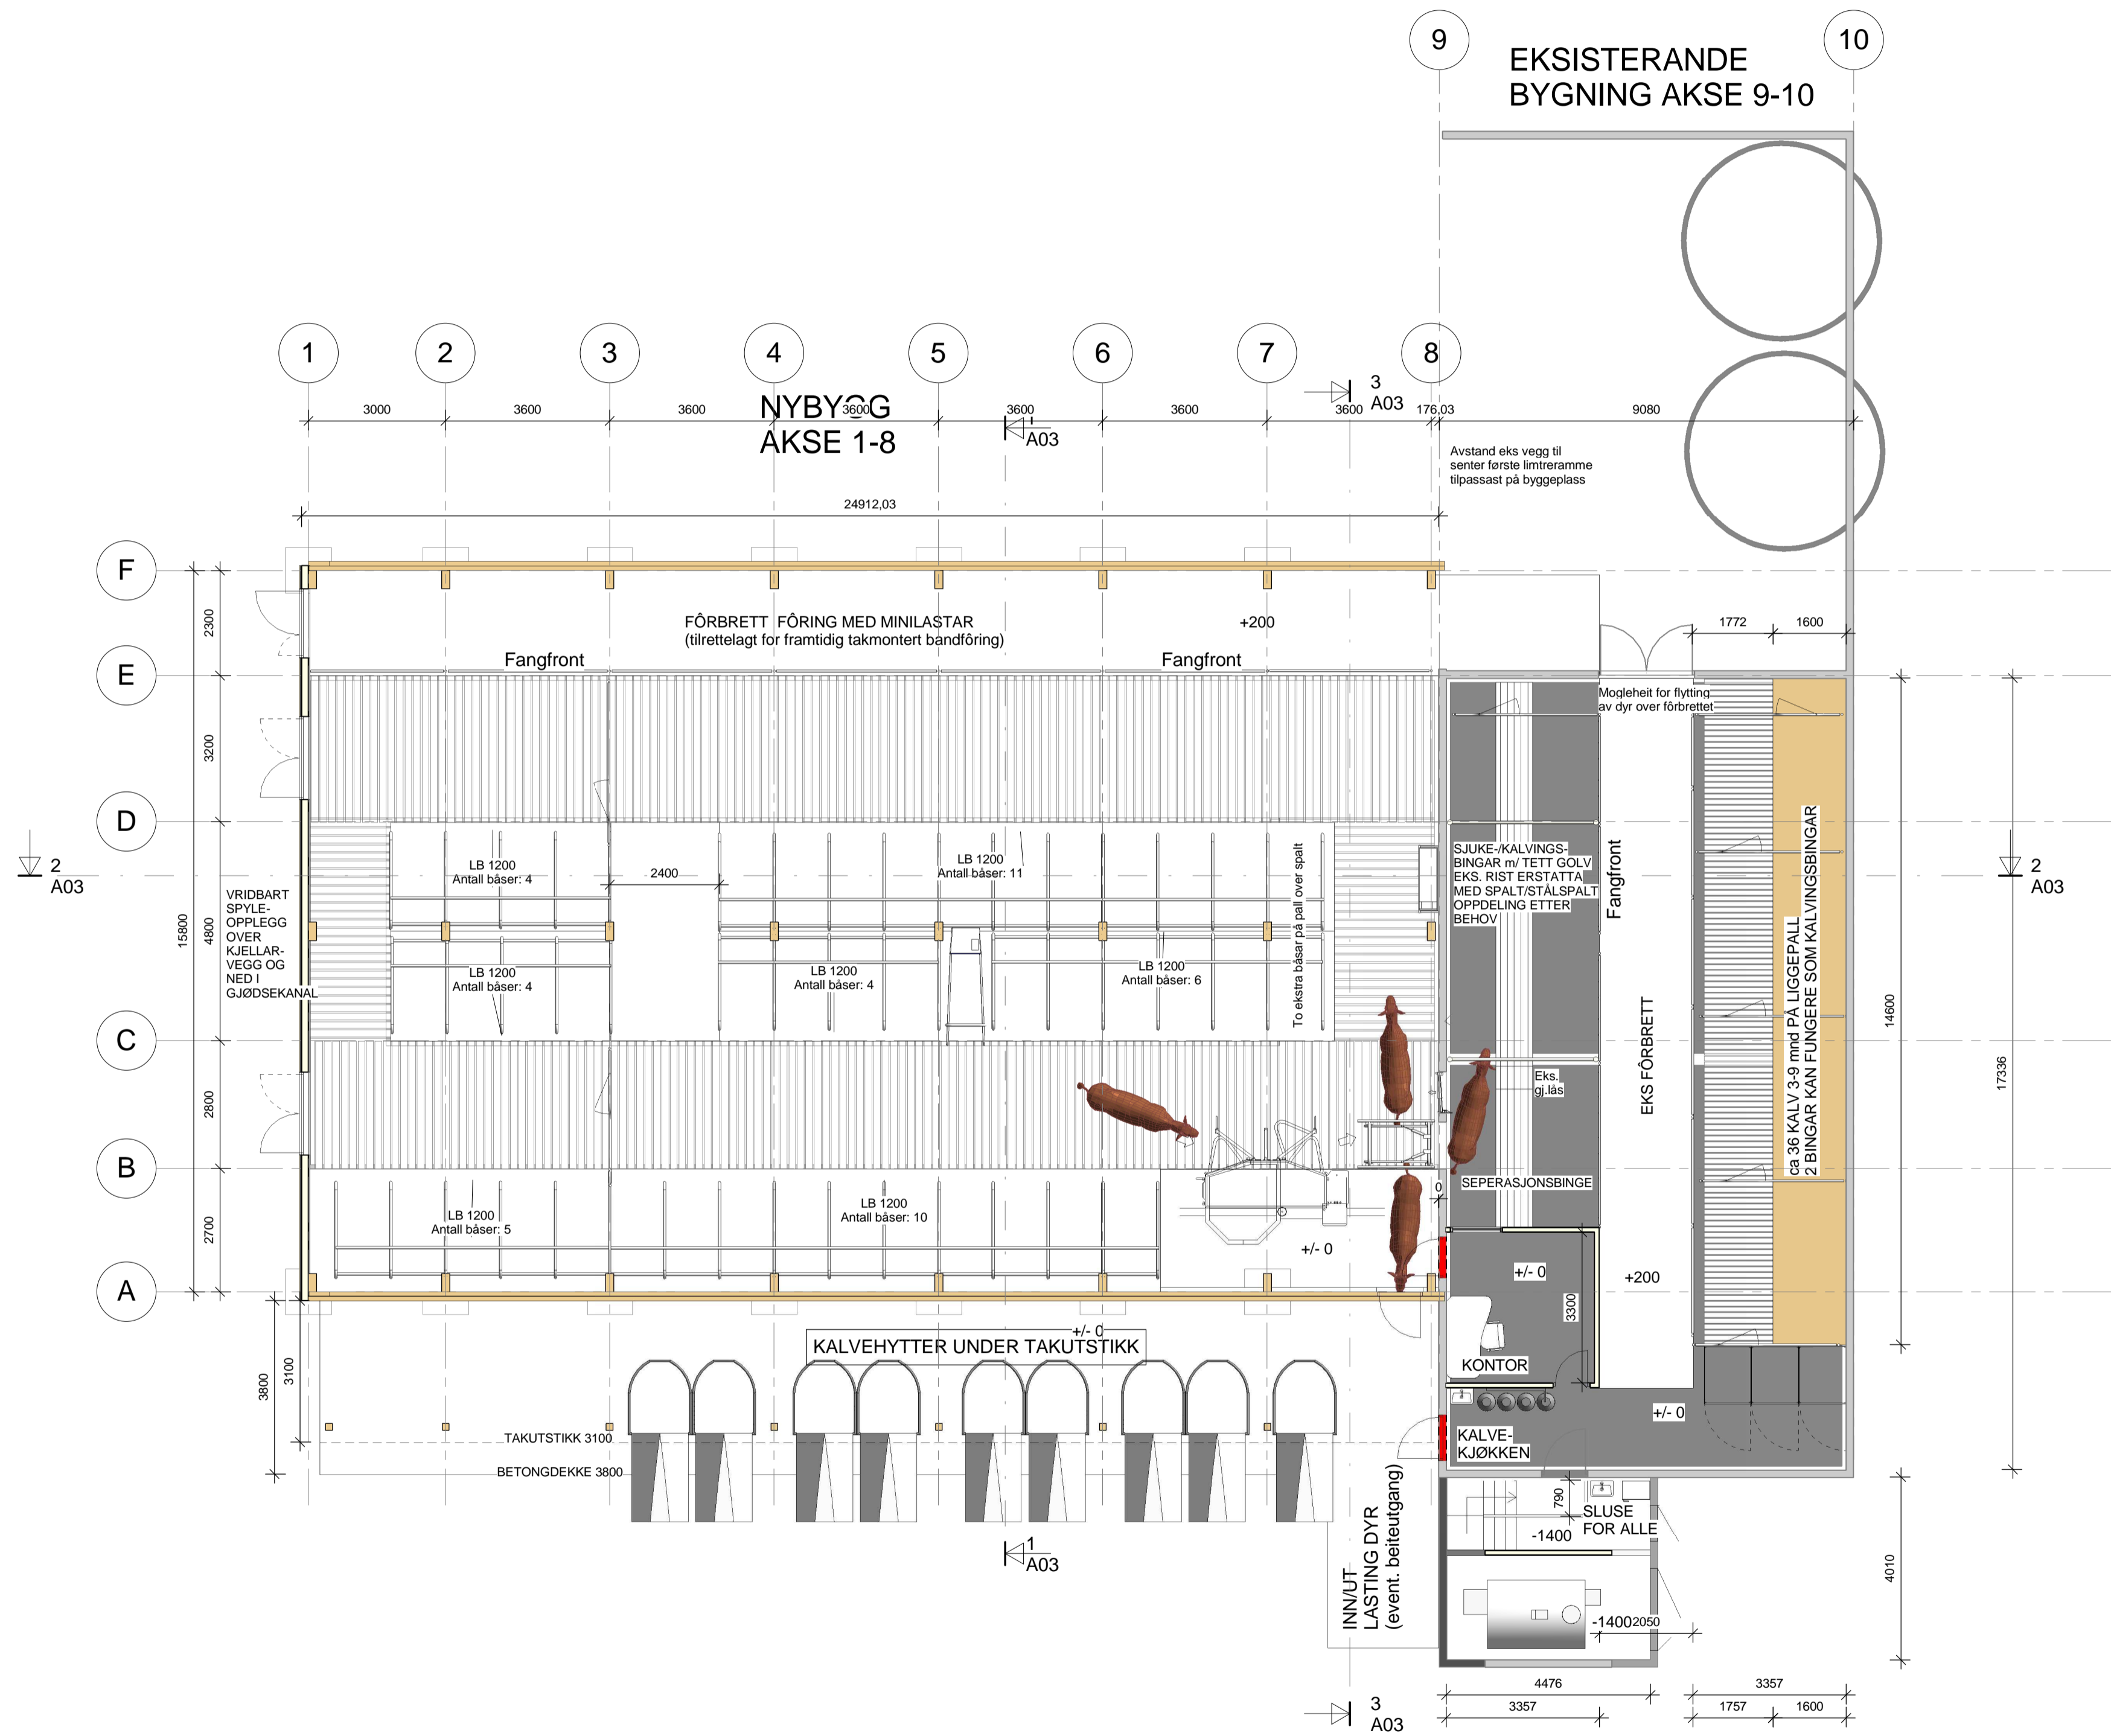 9
10
EKSISTERANDE
BYGNING AKSE 9-10
1
2
3
4
5
6
7
8
3
A03
3000
3600
3600
3600
3600
3600
3600
176,03
9080
NYBYGG
AKSE 1-8
1
A03
Avstand eks vegg til
senter første limtreramme
tilpassast på byggeplass
24912,03
F
E
D
C
B
A
2300
3200
4800
2800
2700
15800
FÔRBRETT FÔRING MED MINILASTAR
(tilrettelagt for framtidig takmontert bandfôring)
+200
Fangfront
Fangfront
1772
1600
Mogleheit for flytting
av dyr over fôrbrettet
2
A03
2
A03
VRIDBART
SPYLE-
OPPLEGG
OVER
KJELLAR-
VEGG OG
NED I
GJØDSEKANAL
LB 1200
Antall båser: 4
2400
LB 1200
Antall båser: 11
LB 1200
Antall båser: 4
LB 1200
Antall båser: 4
LB 1200
Antall båser: 6
To ekstra båsar på pall over spalt
SJUKE-/KALVINGS-
BINGAR m/ TETT GOLV
EKS. RIST ERSTATTA
MED SPALT/STÅLSPALT
OPPDELING ETTER
BEHOV
Fangfront
EKS FÔRBRETT
ca 36 KALV 3-9 mnd PÅ LIGGEPALL
2 BINGAR KAN FUNGERE SOM KALVINGSBINGAR
14600
17336
Eks.
gj.lås
SEPERASJONSBINGE
0
LB 1200
Antall båser: 5
LB 1200
Antall båser: 10
+/- 0
+/- 0
3300
+200
KONTOR
+/- 0
KALVEHYTTER UNDER TAKUTSTIKK
3800
3100
TAKUTSTIKK 3100
BETONGDEKKE 3800
+/- 0
KALVE-
KJØKKEN
790
SLUSE
FOR ALLE
-1400
1
A03
INN/UT
LASTING DYR
(event. beiteutgang)
-1400
2050
4010
4476
3357
3357
1757
1600
3
A03